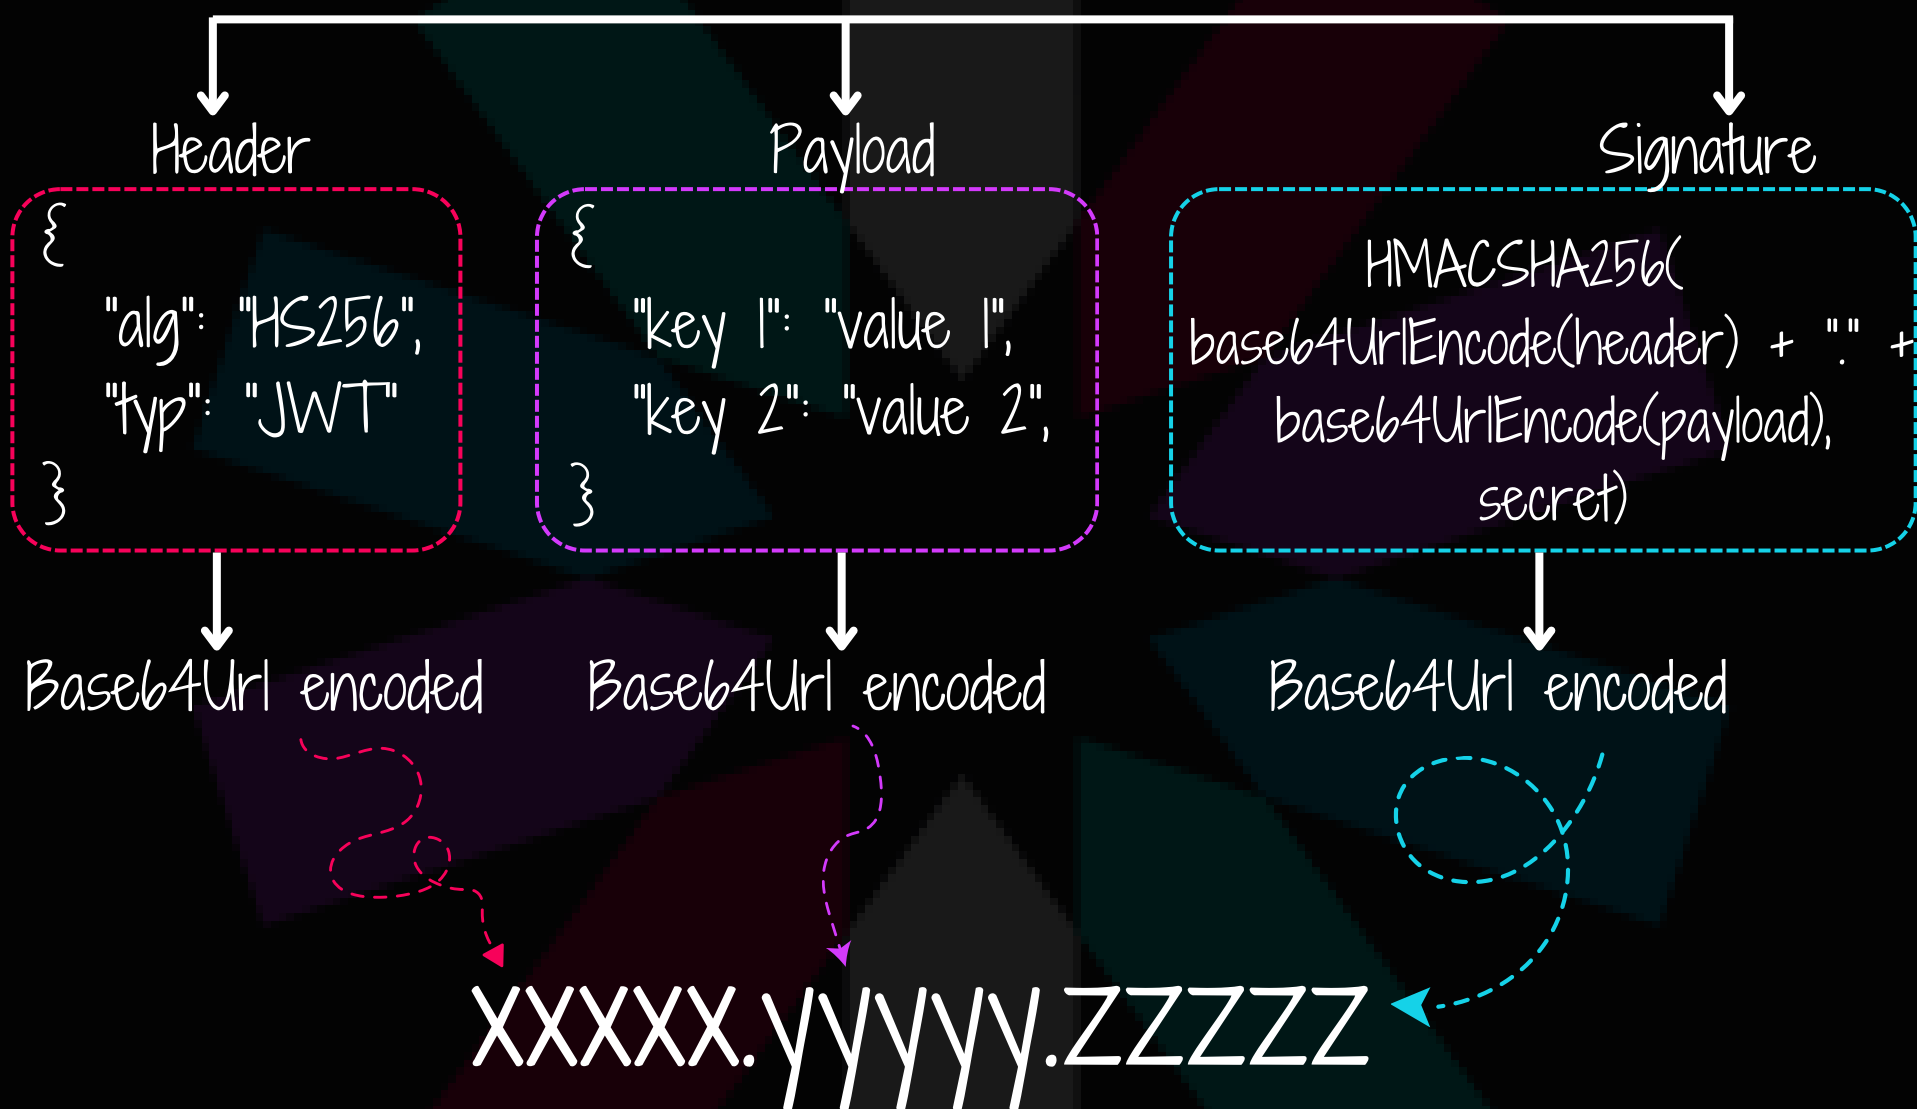 Header
{
"alg": "HS256",
"typ": "JWT"
}
Base64Url encoded
Payload
{
"key 1": "value 1",
"key 2": "value 2",
}
Base64Url encoded
Signature
HMACSHA256(
base64UrlEncode(header) + "." +
base64UrlEncode(payload),
secret)
Base64Url encoded
xxxxx.yyyyy.zzzzz